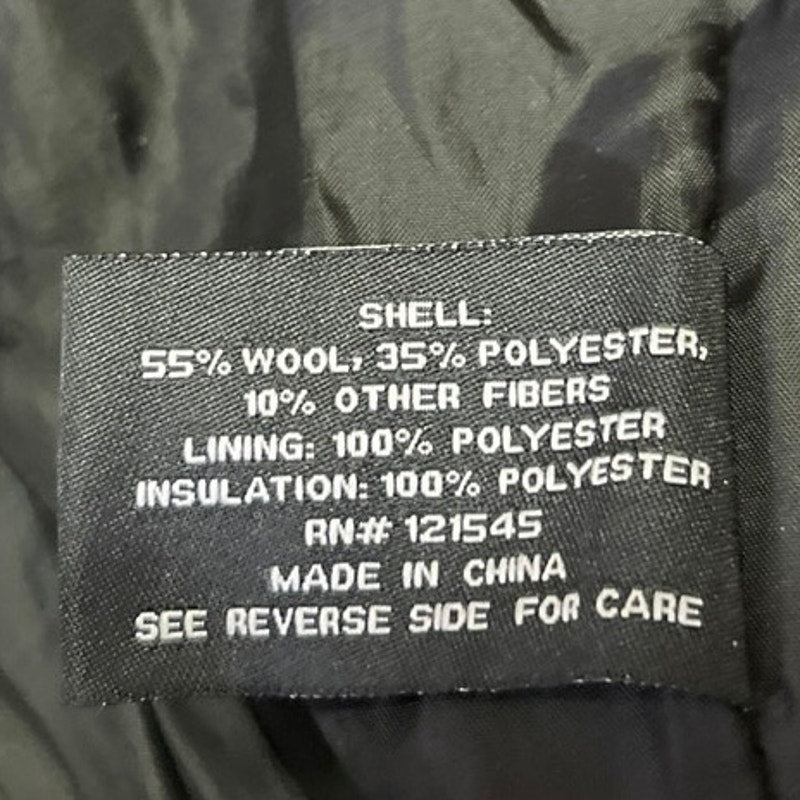 SHELL:
55% WOOL, 35% POLYESTER,
10% OTHER FIBERS
LINING: 100% POLYESTER
INSULATION: 100% POLYESTER
RN# 121545
MADE IN CHINA
SEE REVERSE SIDE FOR CARE